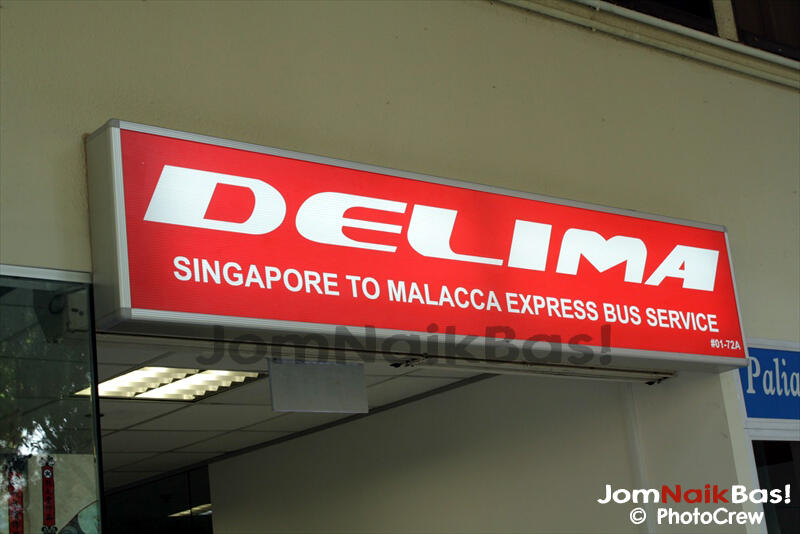 DELIMA
SINGAPORE TO MALACCA EXPRESS BUS SERVICE
#01-72A
JomNaikBas!
Palia
JomNaikBas!
© PhotoCrew